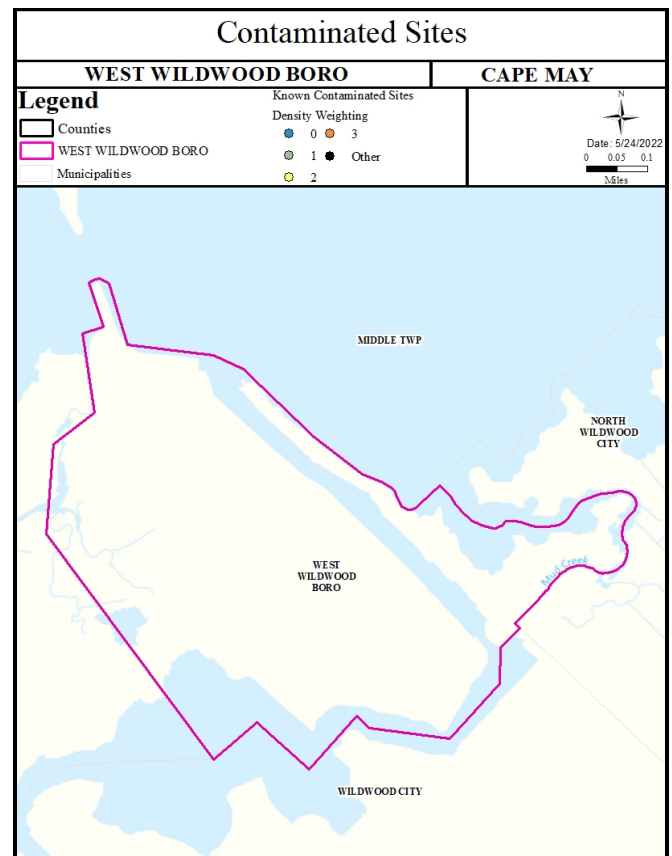 Contaminated Sites
WEST WILDWOOD BORO
CAPE MAY
Legend
Counties
WEST WILDWOOD BORO
Municipalities
Known Contaminated Sites
Density Weighting
0 3
1 Other
2
N
Date: 5/24/2022
0 0.05 0.1
Miles
MIDDLE TWP
NORTH
WILDWOOD
CITY
WEST
WILDWOOD
BORO
Mud Creek
WILDWOOD CITY